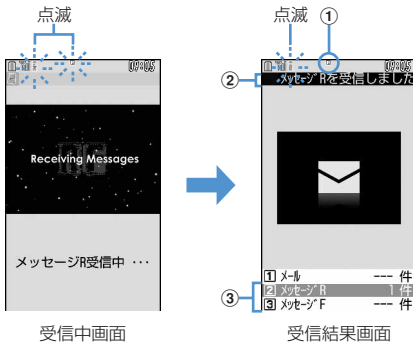 点滅
09:05
Receiving Messages
メッセージR受信中 ･･･
受信中画面
点滅 ①
09:05
② メッセージRを受信しました
1 メール --- 件
③ 2 メッセージR 1 件
3 メッセージF --- 件
受信結果画面